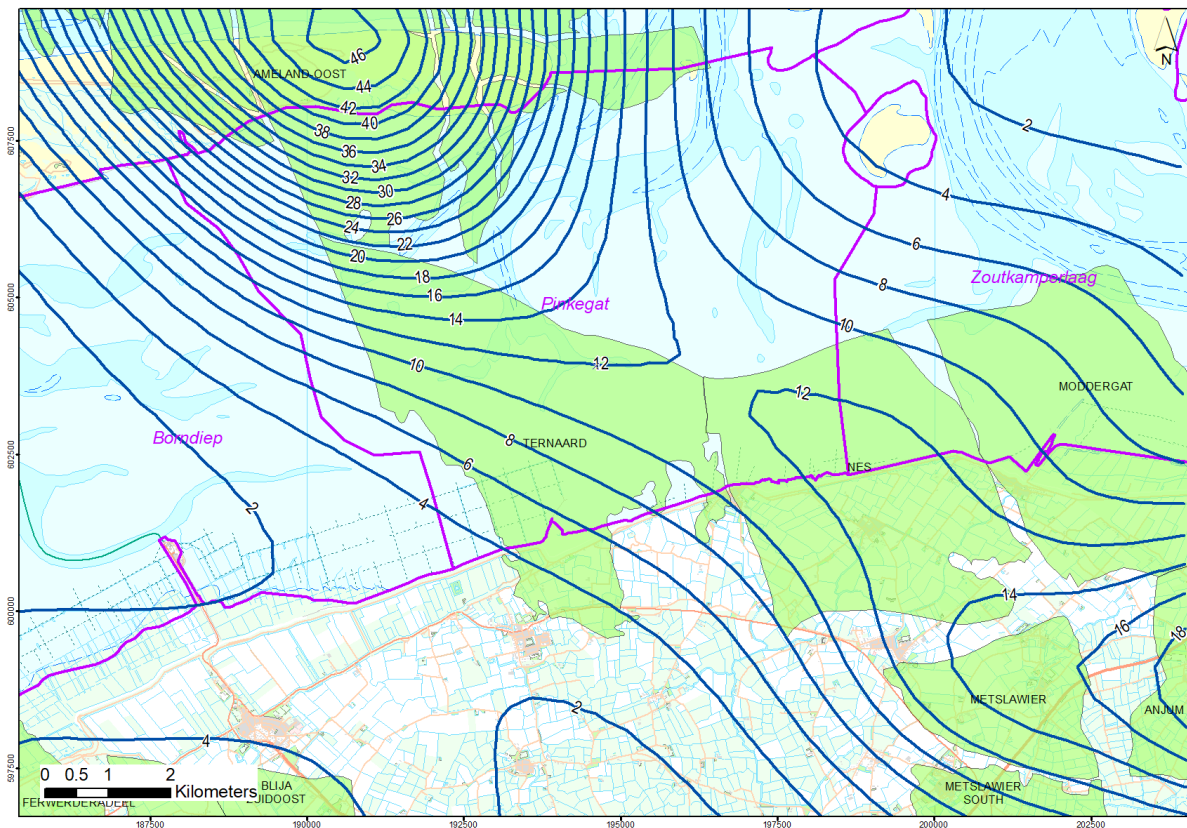 46
AMELAND OOST
44
42
40
38
36
34
32
30
28
26
24
22
20
18
16
14
12
10
8
6
4
2
N
2
4
6
8
10
12
Pinkegat
Zoutkamperlaag
Borndiep
TERNAARD
MODDERGAT
NES
14
16
18
METSLAWIER
ANJUM
2
4
METSLAWIER
SOUTH
BLIJA
ZUIDOOST
FERWERDERADEEL
0 0.5 1 2
Kilometers
607500
605000
602500
600000
597500
187500 190000 192500 195000 197500 200000 202500